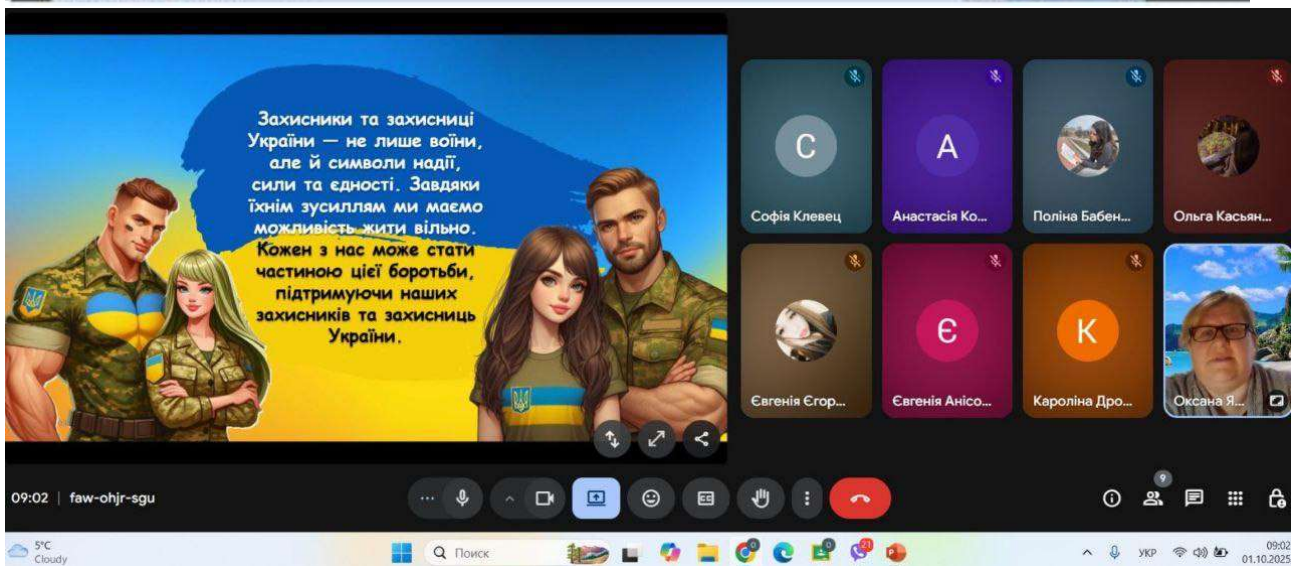 Захисники та захисниці
України — не лише воїни,
але й символи надії,
сили та єдності. Завдяки
їхнім зусиллям ми маємо
можливість жити вільно.
Кожен з нас може стати
частиною цієї боротьби,
підтримуючи наших
захисників та захисниць
України.
С
А
Софія Клевец
Анастасія Ко...
Поліна Бабен...
Ольга Касьян...
Є
К
Євгенія Єгор...
Євгенія Анісо...
Кароліна Дро...
Оксана Я...
09:02 | faw-ohjr-sgu
CC
9
5°C
Cloudy
Поиск
21
УКР
09:02
01.10.2025